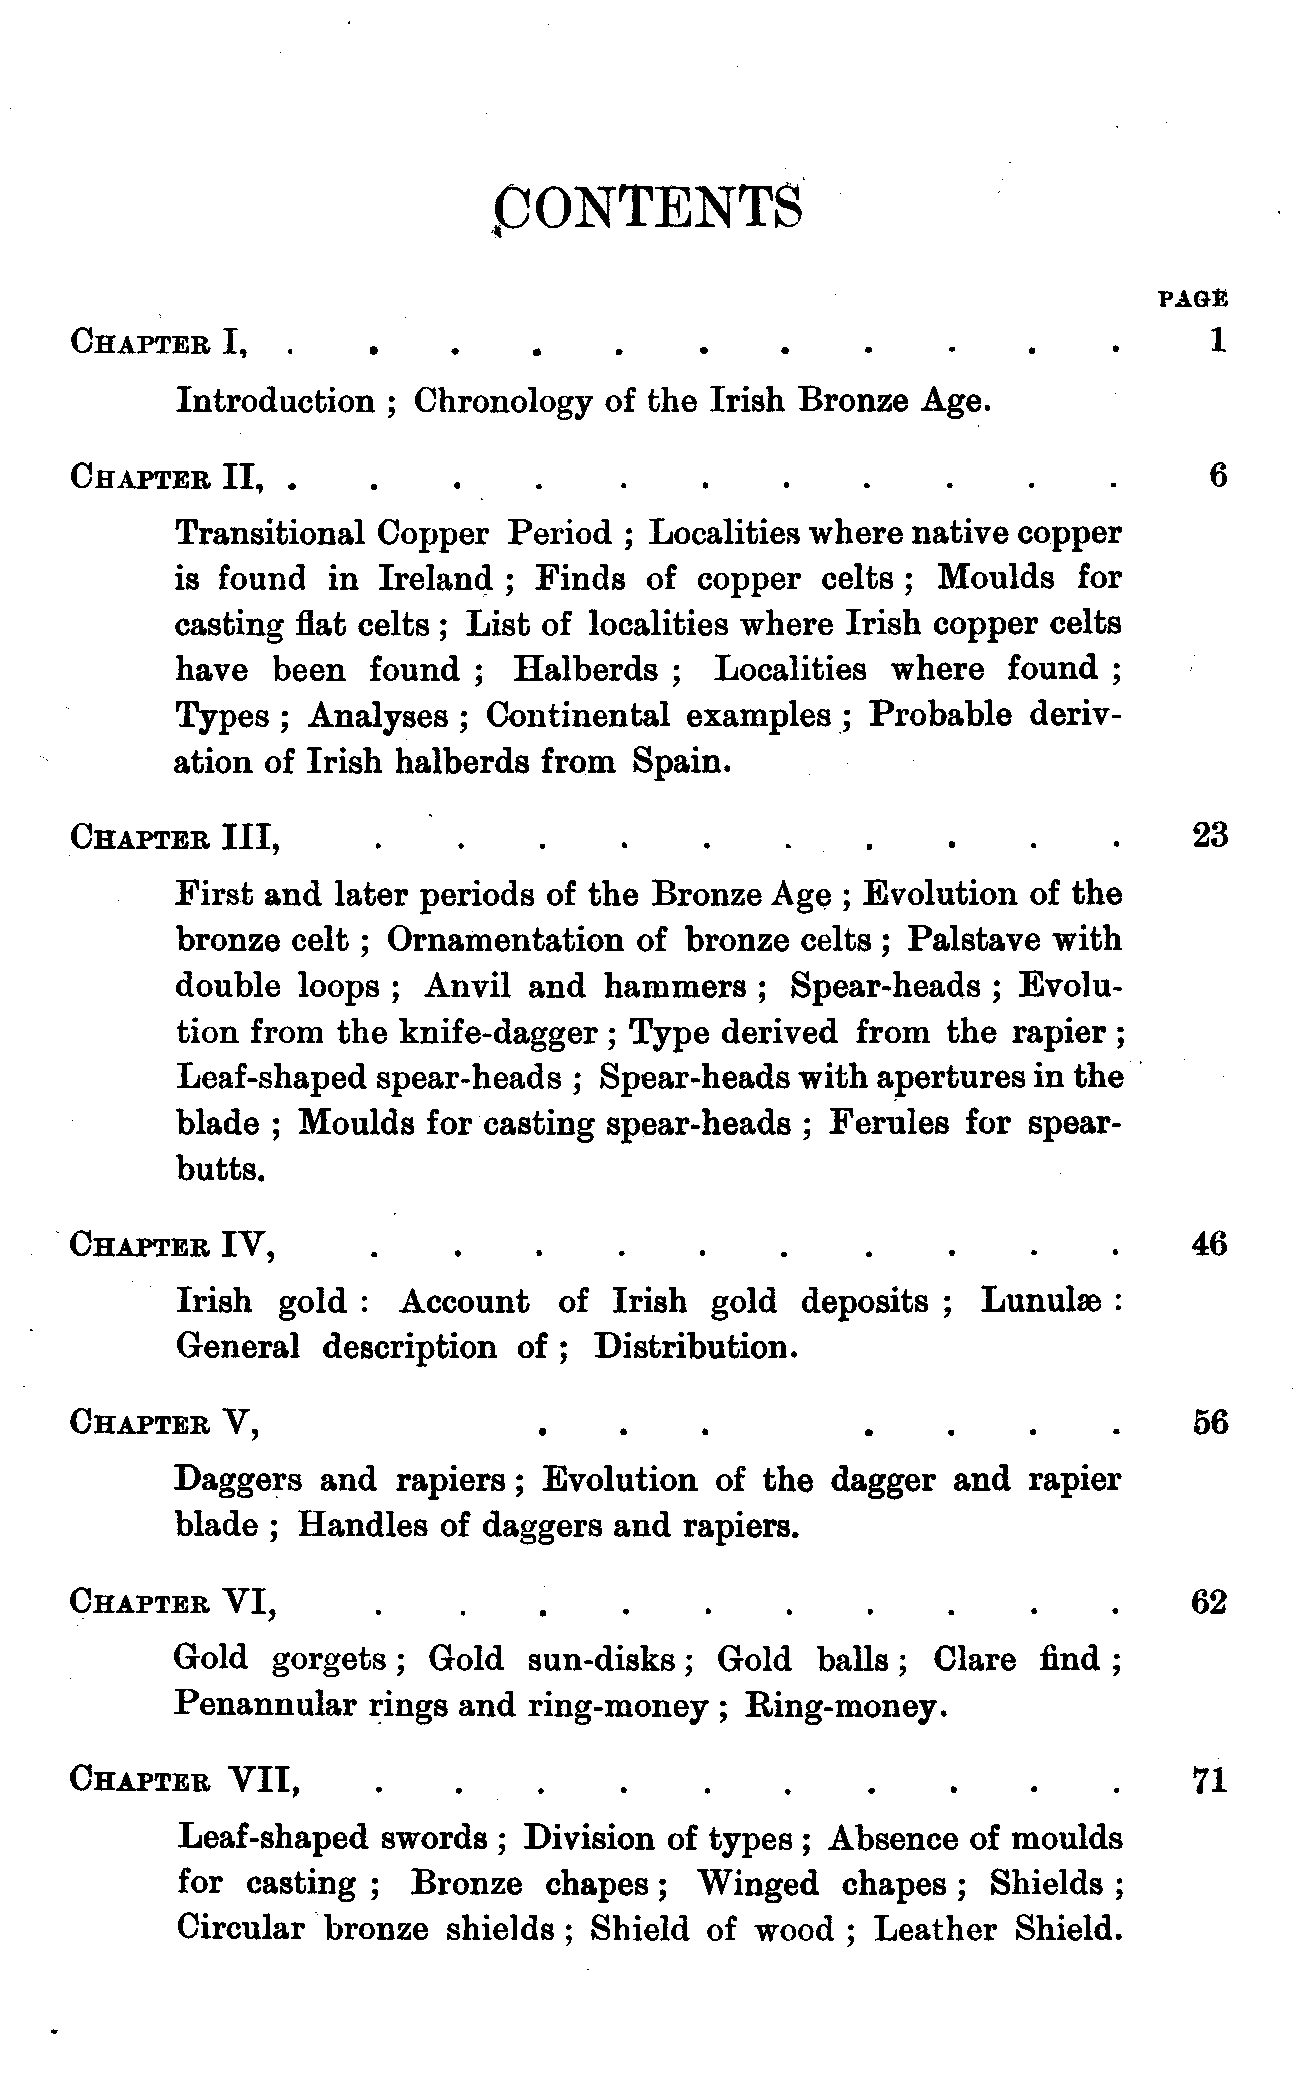 CONTENTS
PAGE
CHAPTER I, . . . . . . . . . . . 1
Introduction ; Chronology of the Irish Bronze Age.
CHAPTER II, . . . . . . . . . . . 6
Transitional Copper Period ; Localities where native copper
is found in Ireland ; Finds of copper celts ; Moulds for
casting flat celts ; List of localities where Irish copper celts
have been found ; Halberds ; Localities where found ;
Types ; Analyses ; Continental examples ; Probable deriv-
ation of Irish halberds from Spain.
CHAPTER III, . . . . . . . . . . 23
First and later periods of the Bronze Age ; Evolution of the
bronze celt ; Ornamentation of bronze celts ; Palstave with
double loops ; Anvil and hammers ; Spear-heads ; Evolu-
tion from the knife-dagger ; Type derived from the rapier ;
Leaf-shaped spear-heads ; Spear-heads with apertures in the
blade ; Moulds for casting spear-heads ; Ferules for spear-
butts.
CHAPTER IV, . . . . . . . . . . 46
Irish gold : Account of Irish gold deposits ; Lunulæ :
General description of ; Distribution.
CHAPTER V, . . . . . . . 56
Daggers and rapiers ; Evolution of the dagger and rapier
blade ; Handles of daggers and rapiers.
CHAPTER VI, . . . . . . . . . . 62
Gold gorgets ; Gold sun-disks ; Gold balls ; Clare find ;
Penannular rings and ring-money ; Ring-money.
CHAPTER VII, . . . . . . . . . . 71
Leaf-shaped swords ; Division of types ; Absence of moulds
for casting ; Bronze chapes ; Winged chapes ; Shields ;
Circular bronze shields ; Shield of wood ; Leather Shield.